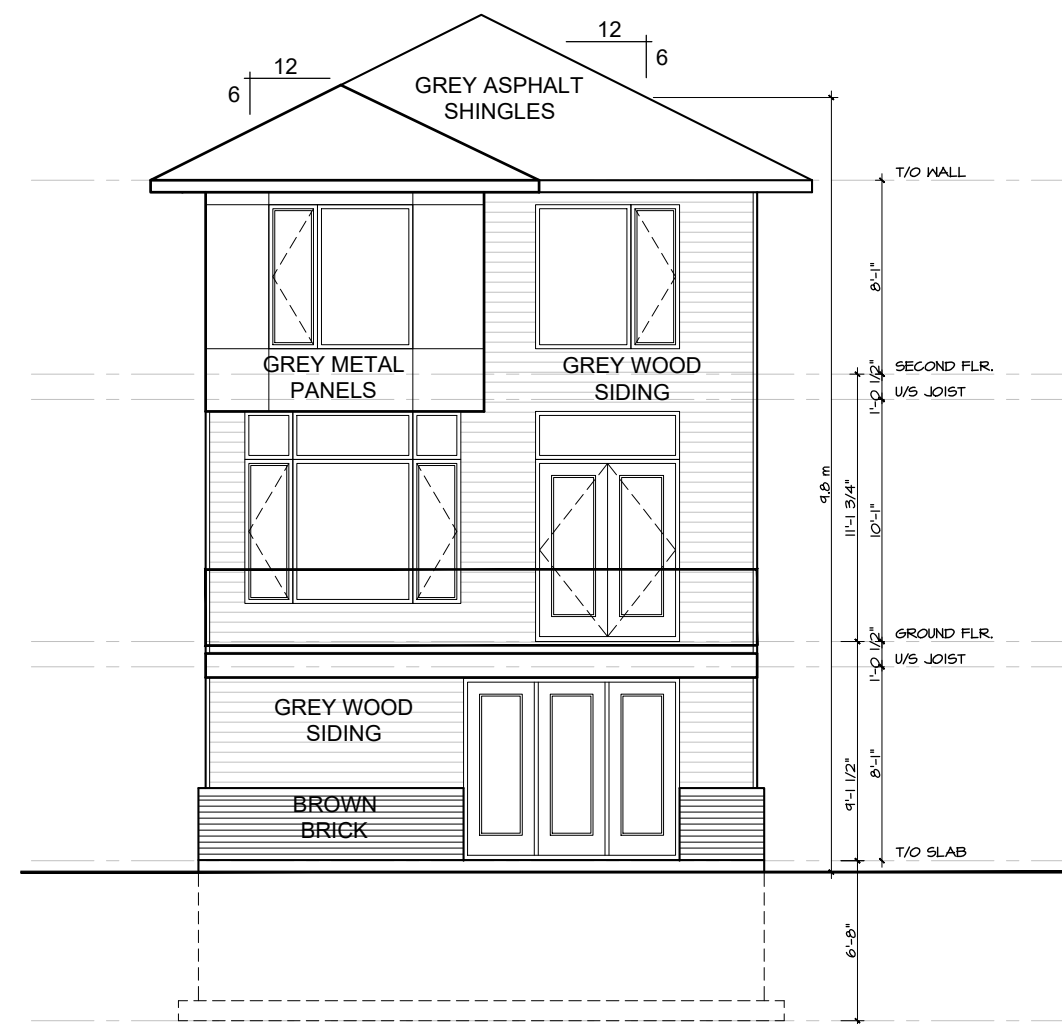 12
6
12
6
GREY ASPHALT
SHINGLES
T/O WALL
8'-1"
GREY METAL
PANELS
GREY WOOD
SIDING
SECOND FLR.
1'-0 1/2"
U/S JOIST
9.8 m
11'-1 3/4"
10'-1"
GROUND FLR.
1'-0 1/2"
U/S JOIST
GREY WOOD
SIDING
9'-1 1/2"
8'-1"
BROWN
BRICK
T/O SLAB
6'-8"